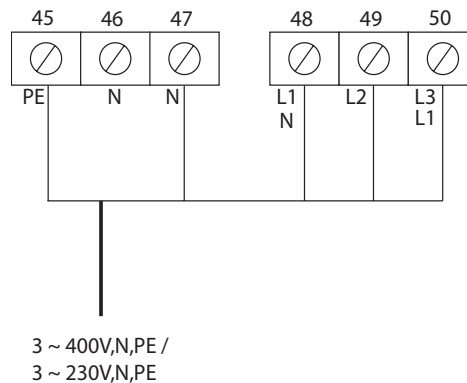 45 46 47 48 49 50
PE N N L1 L2 L3
N L1
3 ~ 400V,N,PE /
3 ~ 230V,N,PE